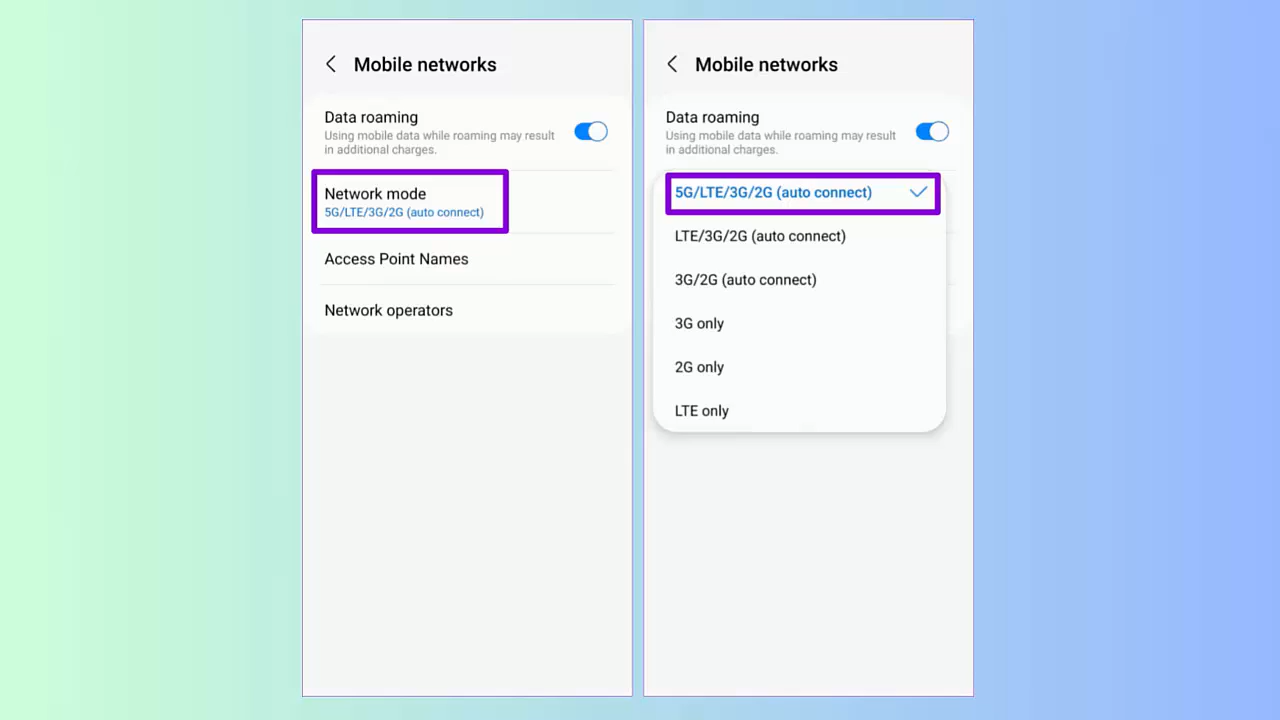 Mobile networks
Data roaming
Using mobile data while roaming may result
in additional charges.
Network mode
5G/LTE/3G/2G (auto connect)
Access Point Names
Network operators
Mobile networks
Data roaming
Using mobile data while roaming may result
in additional charges.
5G/LTE/3G/2G (auto connect)
LTE/3G/2G (auto connect)
3G/2G (auto connect)
3G only
2G only
LTE only